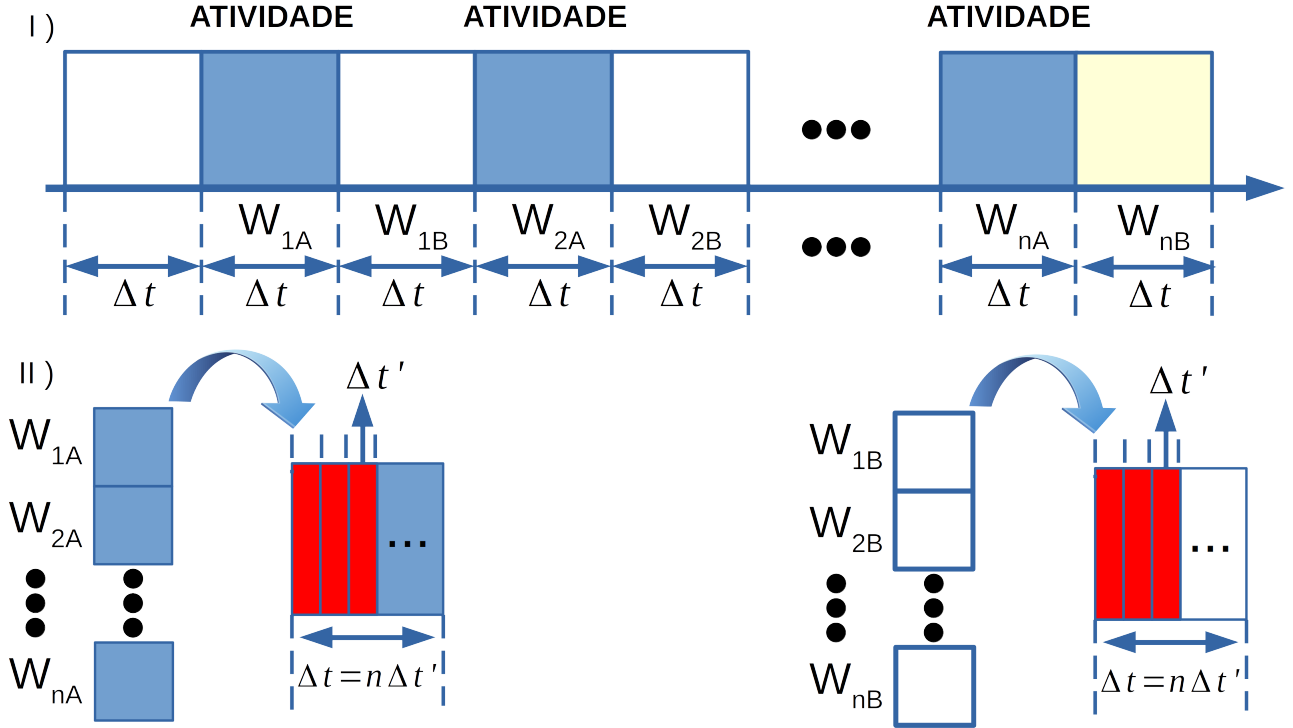 I )
ATIVIDADE ATIVIDADE ATIVIDADE
W1A W1B W2A W2B WnA WnB
Δt Δt Δt Δt Δt Δt Δt
II )
Δt' Δt'
W1A W1B
... ...
W2A W2B
WnA WnB
Δt=nΔt' Δt=nΔt'